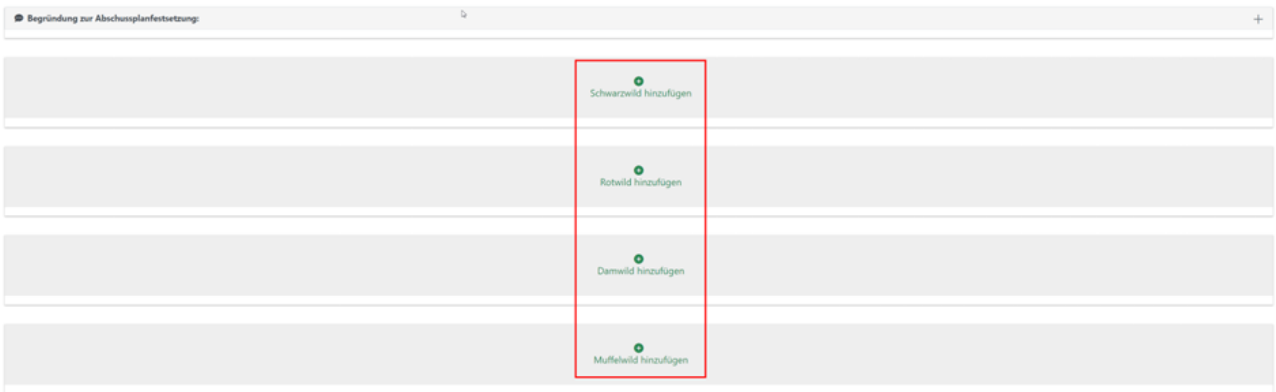 Begründung zur Abschussplanfestsetzung:
Schwarzwild hinzufügen
Rotwild hinzufügen
Damwild hinzufügen
Muffelwild hinzufügen